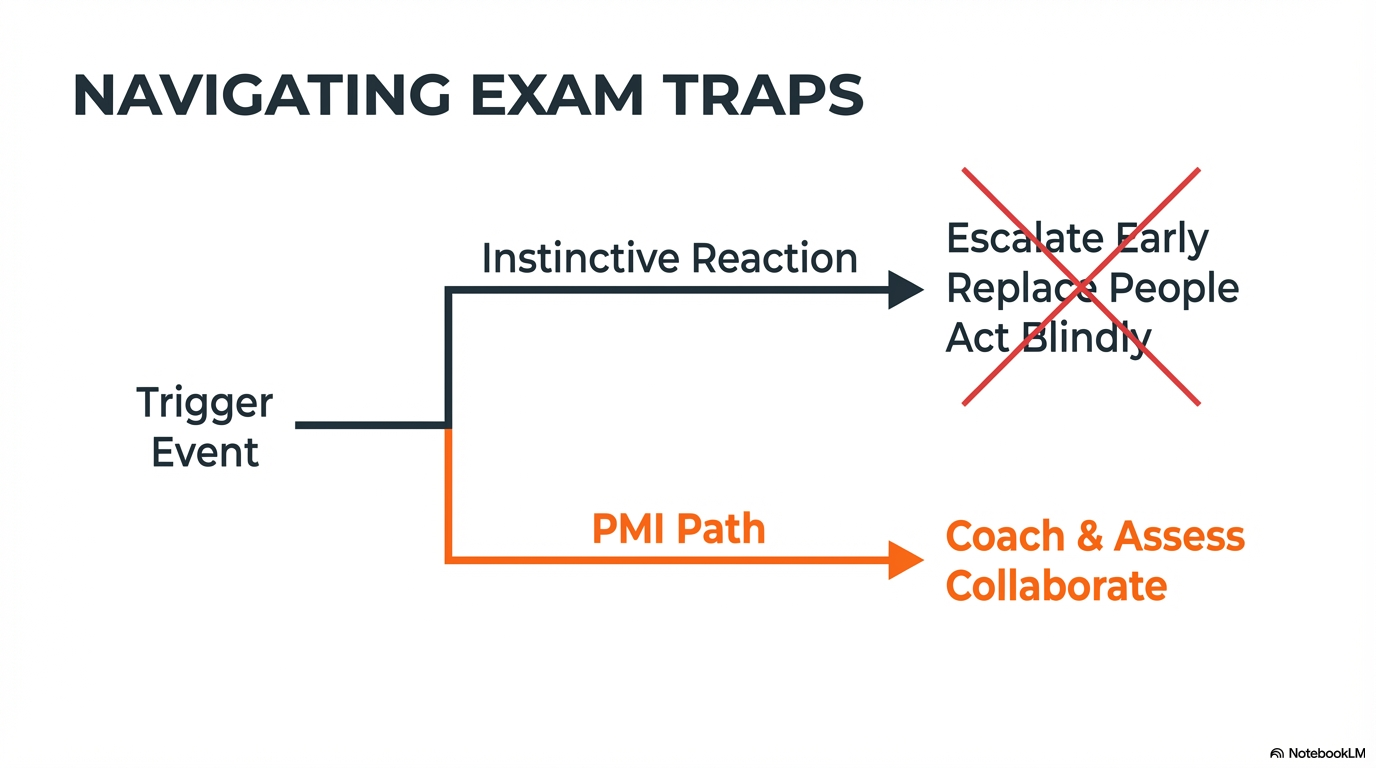 NAVIGATING EXAM TRAPS
Instinctive Reaction
Escalate Early
Replace People
Act Blindly
Trigger
Event
PMI Path
Coach & Assess
Collaborate
NotebookLM